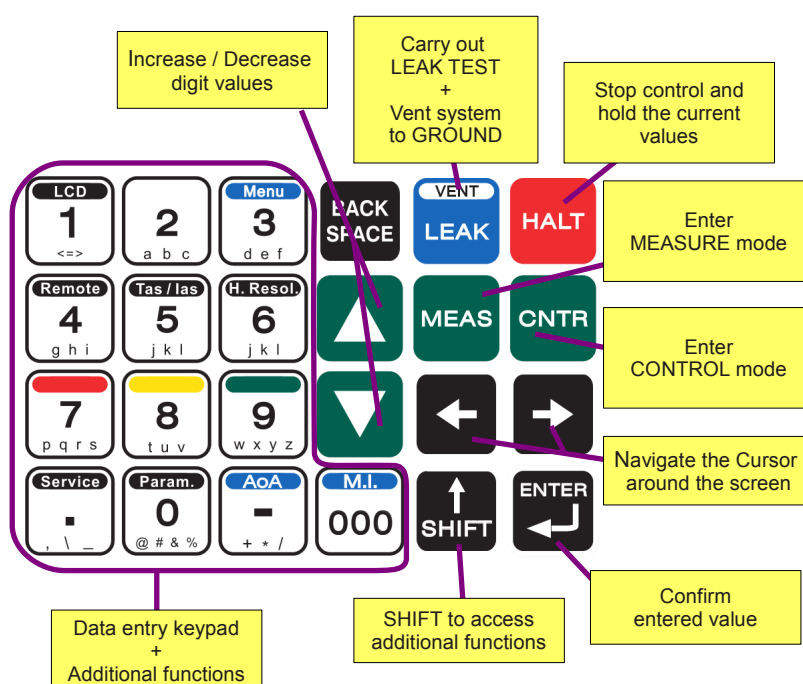 Increase / Decrease
digit values
Carry out
LEAK TEST
+
Vent system
to GROUND
Stop control and
hold the current
values
LCD
1
<=>
2
a b c
Menu
3
d e f
BACK
SPACE
VENT
LEAK
HALT
Enter
MEASURE mode
Remote
4
g h i
Tas / Ias
5
j k l
H. Resol.
6
j k l
MEAS
CNTR
Enter
CONTROL mode
7
p q r s
8
t u v
9
w x y z
Navigate the Cursor
around the screen
Service
.
, \ _
Param.
0
@ # & %
AoA
-
+ * /
M.I.
000
SHIFT
ENTER
Data entry keypad
+
Additional functions
SHIFT to access
additional functions
Confirm
entered value